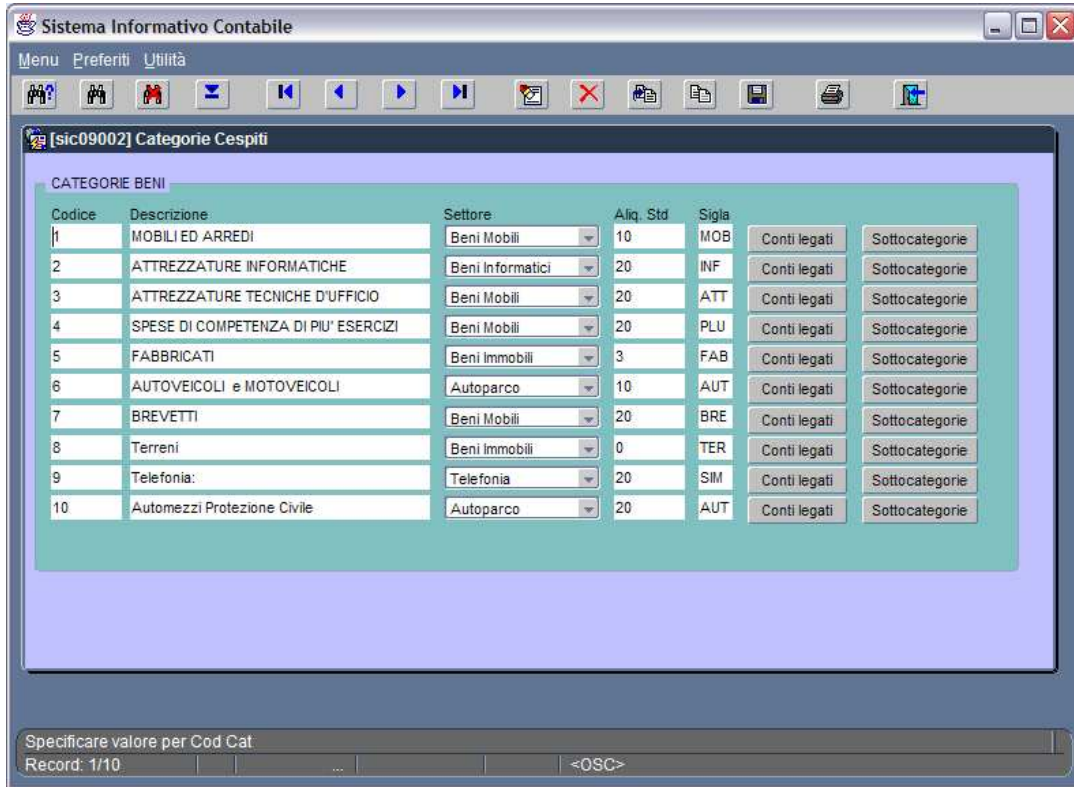 Sistema Informativo Contabile
Menu Preferiti Utilità
[sic09002] Categorie Cespiti
CATEGORIE BENI
Codice Descrizione Settore Aliq. Std Sigla
1 MOBILI ED ARREDI Beni Mobili 10 MOB Conti legati Sottocategorie
2 ATTREZZATURE INFORMATICHE Beni Informatici 20 INF Conti legati Sottocategorie
3 ATTREZZATURE TECNICHE D'UFFICIO Beni Mobili 20 ATT Conti legati Sottocategorie
4 SPESE DI COMPETENZA DI PIU' ESERCIZI Beni Mobili 20 PLU Conti legati Sottocategorie
5 FABBRICATI Beni Immobili 3 FAB Conti legati Sottocategorie
6 AUTOVEICOLI e MOTOVEICOLI Autoparco 10 AUT Conti legati Sottocategorie
7 BREVETTI Beni Mobili 20 BRE Conti legati Sottocategorie
8 Terreni Beni Immobili 0 TER Conti legati Sottocategorie
9 Telefonia: Telefonia 20 SIM Conti legati Sottocategorie
10 Automezzi Protezione Civile Autoparco 20 AUT Conti legati Sottocategorie
Specificare valore per Cod Cat
Record: 1/10 ... <OSC>